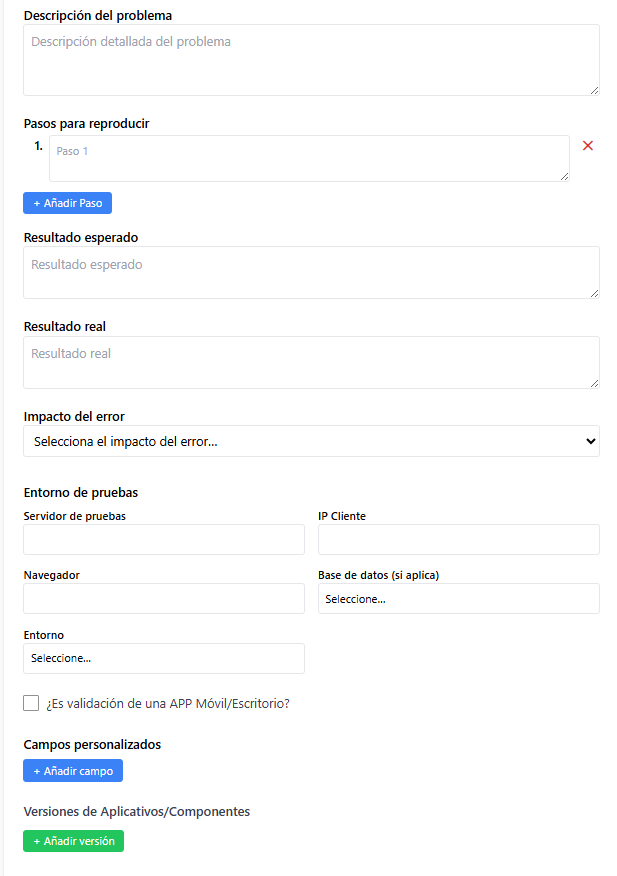 Descripción del problema
Descripción detallada del problema
Pasos para reproducir
1.
Paso 1
+ Añadir Paso
Resultado esperado
Resultado esperado
Resultado real
Resultado real
Impacto del error
Selecciona el impacto del error...
Entorno de pruebas
Servidor de pruebas
IP Cliente
Navegador
Base de datos (si aplica)
Seleccione...
Entorno
Seleccione...
¿Es validación de una APP Móvil/Escritorio?
Campos personalizados
+ Añadir campo
Versiones de Aplicativos/Componentes
+ Añadir versión